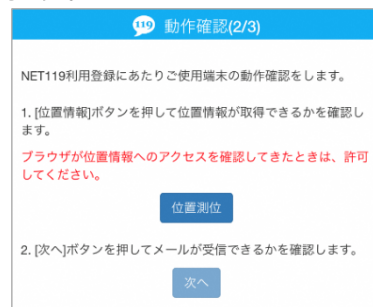 119 動作確認(2/3)
NET119利用登録にあたりご使用端末の動作確認をします。
1. [位置情報]ボタンを押して位置情報が取得できるかを確認し
ます。
ブラウザが位置情報へのアクセスを確認してきたときは、許可
してください。
位置測位
2. [次へ]ボタンを押してメールが受信できるかを確認します。
次へ